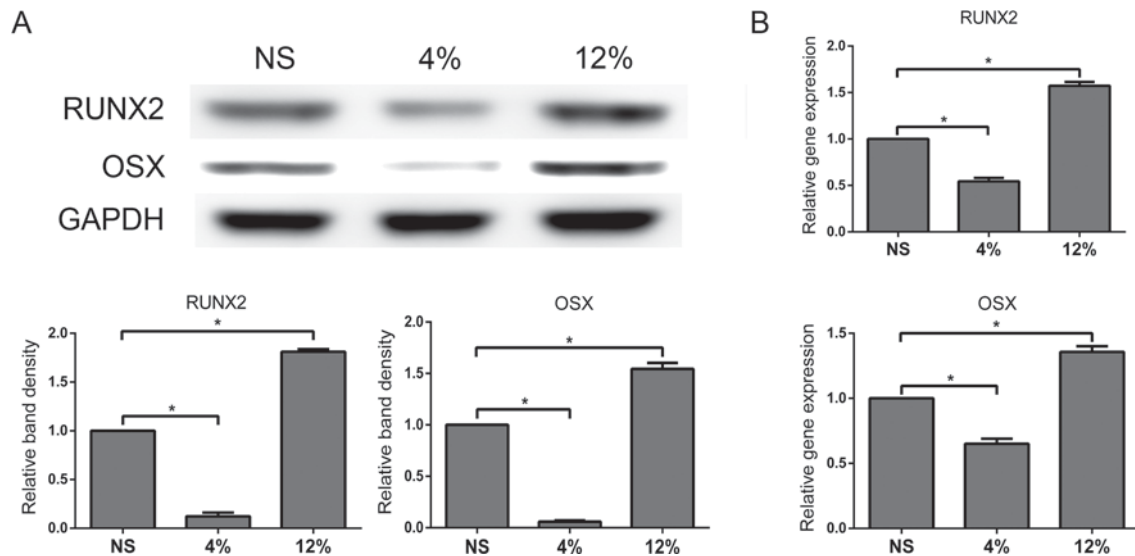 A
NS 4% 12%
RUNX2
OSX
GAPDH
RUNX2
Relative band density
2.0
1.5
1.0
0.5
0.0
*
*
NS 4% 12%
OSX
Relative band density
2.0
1.5
1.0
0.5
0.0
*
*
NS 4% 12%
B
RUNX2
Relative gene expression
2.0
1.5
1.0
0.5
0.0
*
*
NS 4% 12%
OSX
Relative gene expression
1.5
1.0
0.5
0.0
*
*
NS 4% 12%